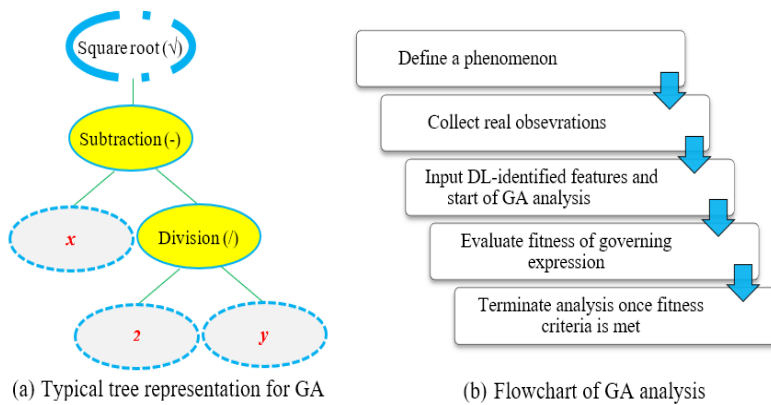 Square root (√)
Subtraction (-)
x
Division (/)
2
y
(a) Typical tree representation for GA
Define a phenomenon
Collect real obsevrations
Input DL-identified features and
start of GA analysis
Evaluate fitness of governing
expression
Terminate analysis once fitness
criteria is met
(b) Flowchart of GA analysis